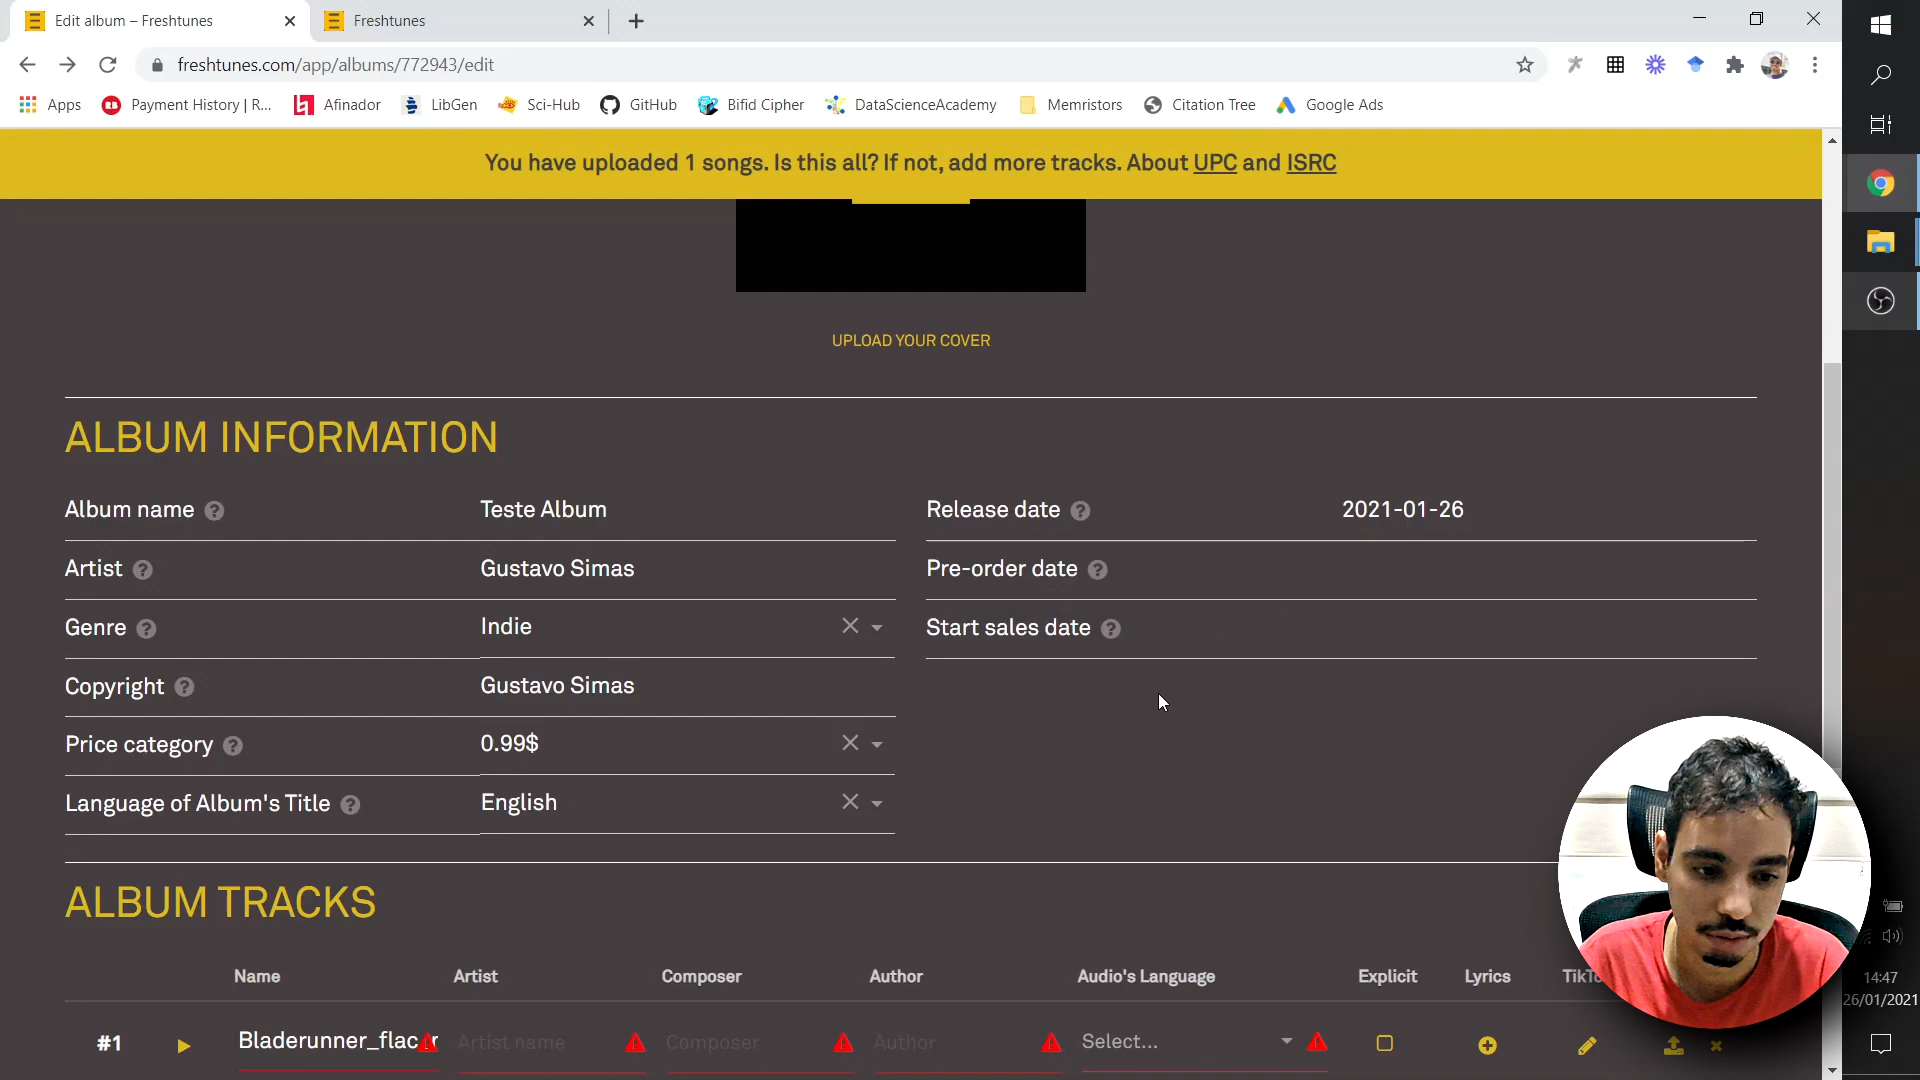 Edit album – Freshtunes
Freshtunes
freshtunes.com/app/albums/772943/edit
Apps
Payment History | R...
Afinador
LibGen
Sci-Hub
GitHub
Bifid Cipher
DataScienceAcademy
Memristors
Citation Tree
Google Ads
You have uploaded 1 songs. Is this all? If not, add more tracks. About UPC and ISRC
UPLOAD YOUR COVER
ALBUM INFORMATION
Album name ? Teste Album
Release date ? 2021-01-26
Artist ? Gustavo Simas
Pre-order date ?
Genre ? Indie
Start sales date ?
Copyright ? Gustavo Simas
Price category ? 0.99$
Language of Album's Title ? English
ALBUM TRACKS
Name Artist Composer Author Audio's Language Explicit Lyrics
#1 Artist name Composer Author Select...
14:47
26/01/2021